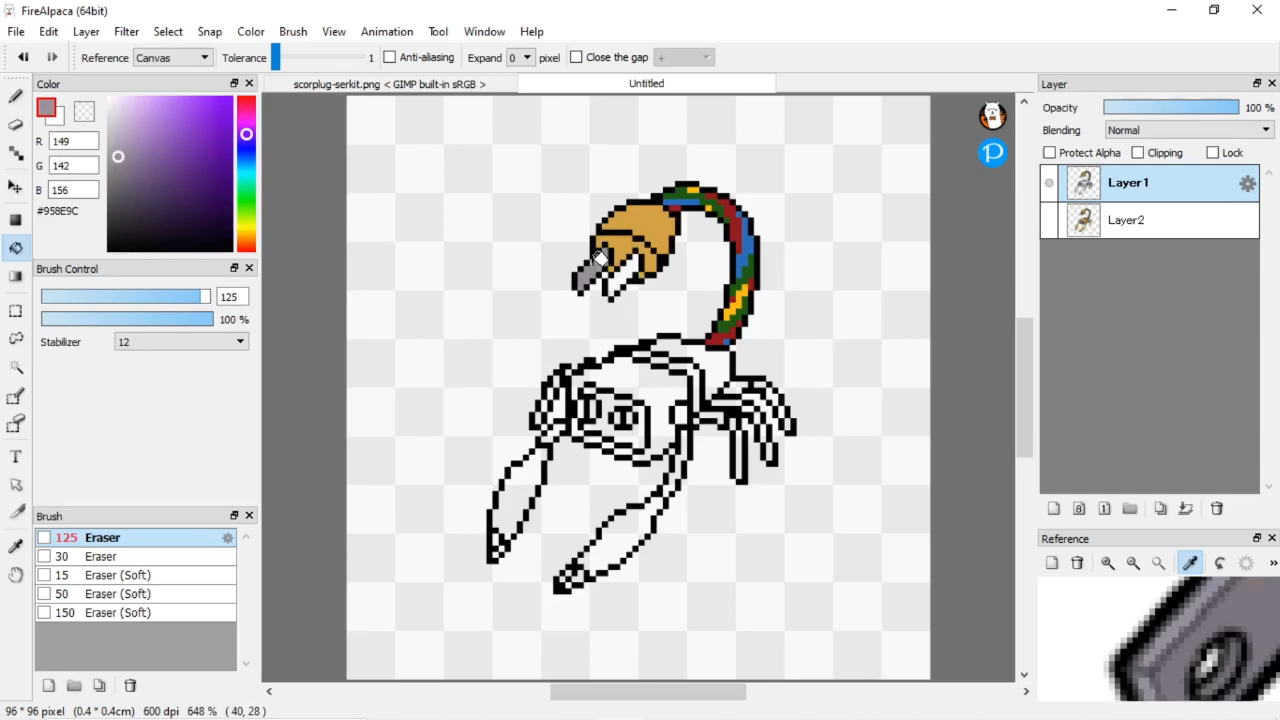 FireAlpaca (64bit)
File Edit Layer Filter Select Snap Color Brush View Animation Tool Window Help
Reference Canvas Tolerance 1 Anti-aliasing Expand 0 pixel Close the gap +
Color
scorplug-serkit.png < GIMP built-in sRGB >
Untitled
Layer
R 149
G 142
B 156
#958E9C
Opacity 100 %
Blending Normal
Protect Alpha Clipping Lock
Layer1
Layer2
Brush Control
125
100 %
Stabilizer 12
T
Brush
125 Eraser
30 Eraser
15 Eraser (Soft)
50 Eraser (Soft)
150 Eraser (Soft)
8 1
Reference
»
96 * 96 pixel (0.4 * 0.4cm) 600 dpi 648 % ( 40, 28 )